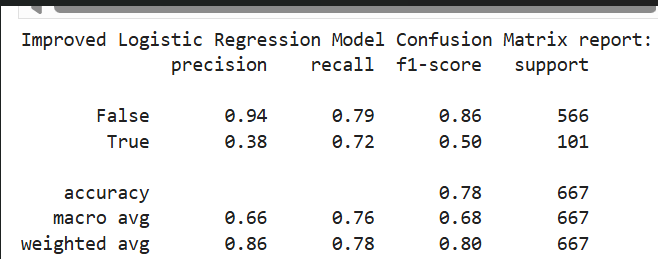 Improved Logistic Regression Model Confusion Matrix report:
precision recall f1-score support
False 0.94 0.79 0.86 566
True 0.38 0.72 0.50 101
accuracy 0.78 667
macro avg 0.66 0.76 0.68 667
weighted avg 0.86 0.78 0.80 667